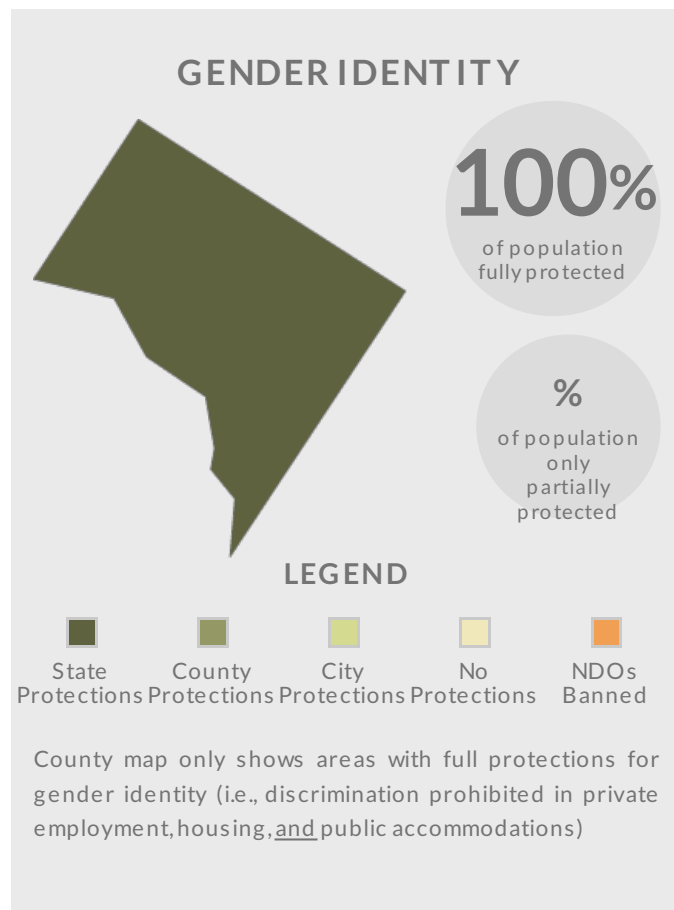 GENDER IDENTITY
100%
of population
fully protected
%
of population
only
partially
protected
LEGEND
State
Protections
County
Protections
City
Protections
No
Protections
NDOs
Banned
County map only shows areas with full protections for
gender identity (i.e., discrimination prohibited in private
employment, housing, and public accommodations)